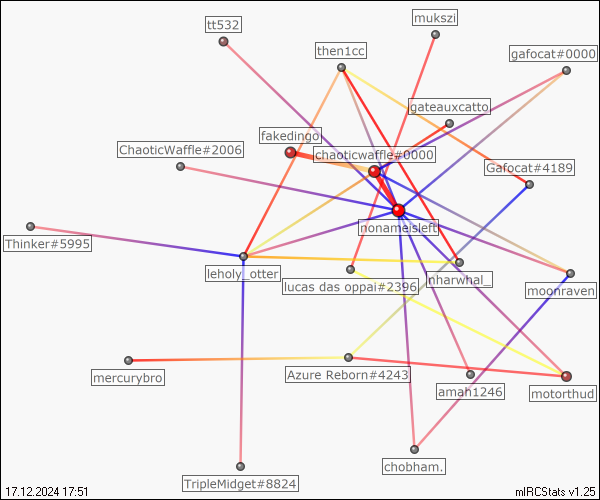 tt532
mukszi
then1cc
gafocat#0000
gateauxcatto
fakedingo
ChaoticWaffle#2006
chaoticwaffle#0000
Gafocat#4189
nonameisleft
Thinker#5995
leholy_otter
nharwhal_
lucas das oppai#2396
moonraven
mercurybro
Azure Reborn#4243
amah1246
motorthud
chobham.
TripleMidget#8824
17.12.2024 17:51
mIRCStats v1.25